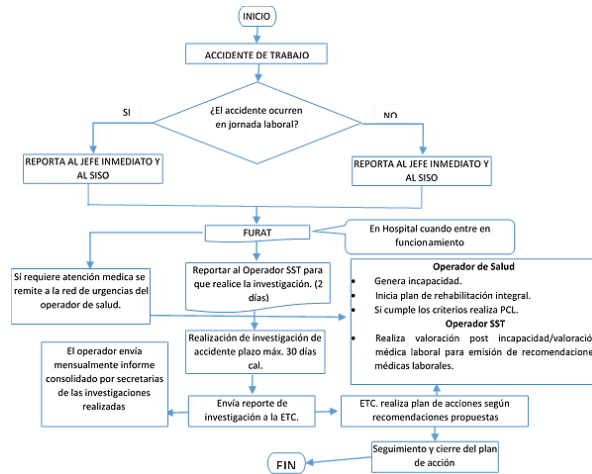 INICIO
ACCIDENTE DE TRABAJO
¿El accidente ocurren
en jornada laboral?
SI
NO
REPORTA AL JEFE INMEDIATO Y
AL SISO
REPORTA AL JEFE INMEDIATO Y
AL SISO
FURAT
En Hospital cuando entre en
funcionamiento
Sí requiere atención medica se
remite a la red de urgencias del
operador de salud.
Reportar al Operador SST para
que realice la investigación. (2
días)
Operador de Salud
• Genera incapacidad.
• Inicia plan de rehabilitación integral.
• Si cumple los criterios realiza PCL.
Operador SST
• Realiza valoración post incapacidad/valoració
médica laboral para emisión de recomendacione
médicas laborales.
Realización de investigación de
accidente plazo máx. 30 días
cal.
El operador envía
mensualmente informe
consolidado por secretarias
de las investigaciones
realizadas
Envía reporte de
investigación a la ETC.
ETC. realiza plan de acciones según
recomendaciones propuestas
Seguimiento y cierre del plan de
acción
FIN